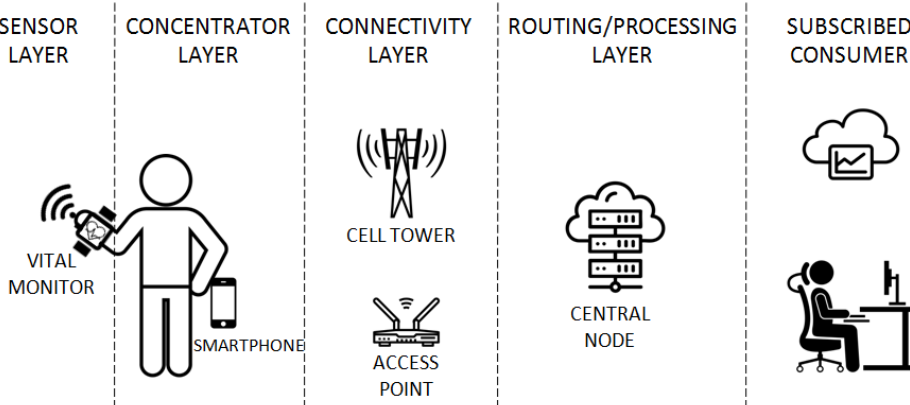 SENSOR
LAYER
CONCENTRATOR
LAYER
CONNECTIVITY
LAYER
ROUTING/PROCESSING
LAYER
SUBSCRIBED
CONSUMER
VITAL
MONITOR
SMARTPHONE
CELL TOWER
ACCESS
POINT
CENTRAL
NODE